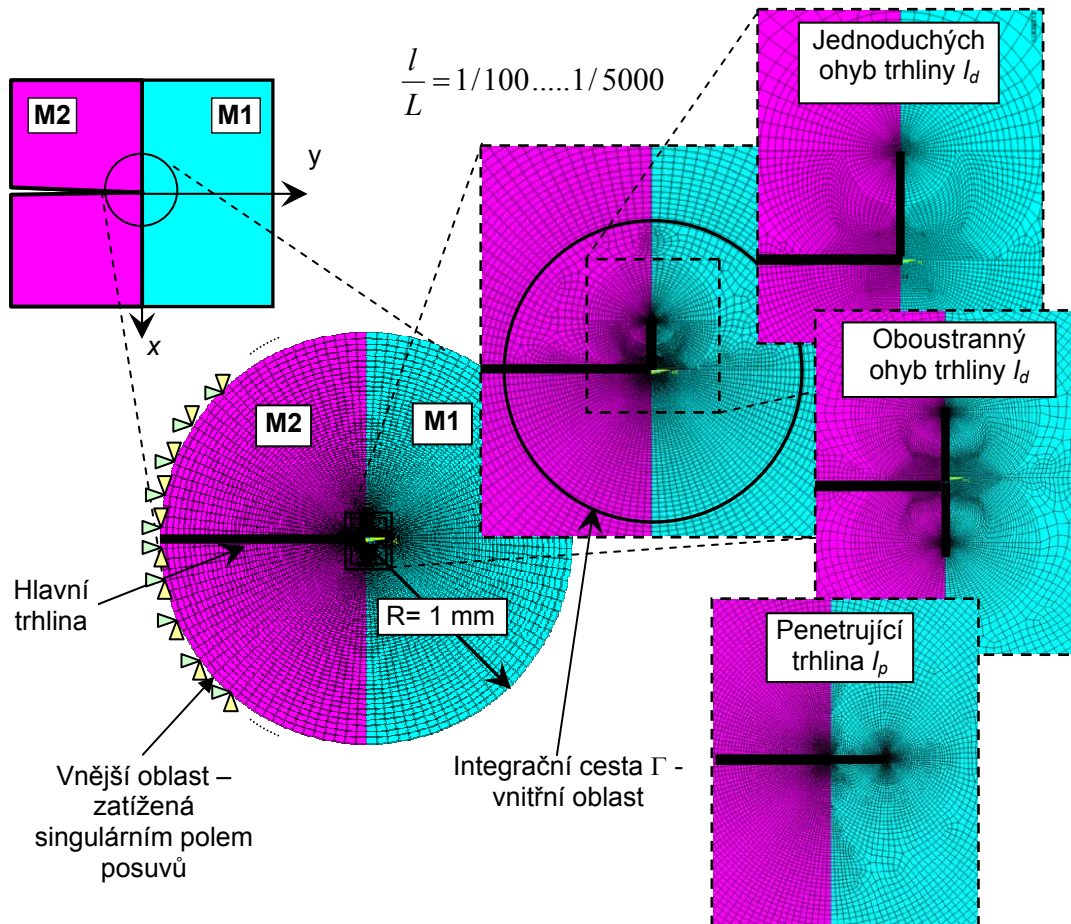 l/L = 1/100.....1/5000
M2
M1
y
x
Jednoduchých
ohyb trhliny l_d
Oboustranný
ohyb trhliny l_d
M2
M1
Hlavní
trhlina
R= 1 mm
Penetrující
trhlina l_p
Vnější oblast –
zatížená
singulárním polem
posuvů
Integrační cesta Γ -
vnitřní oblast